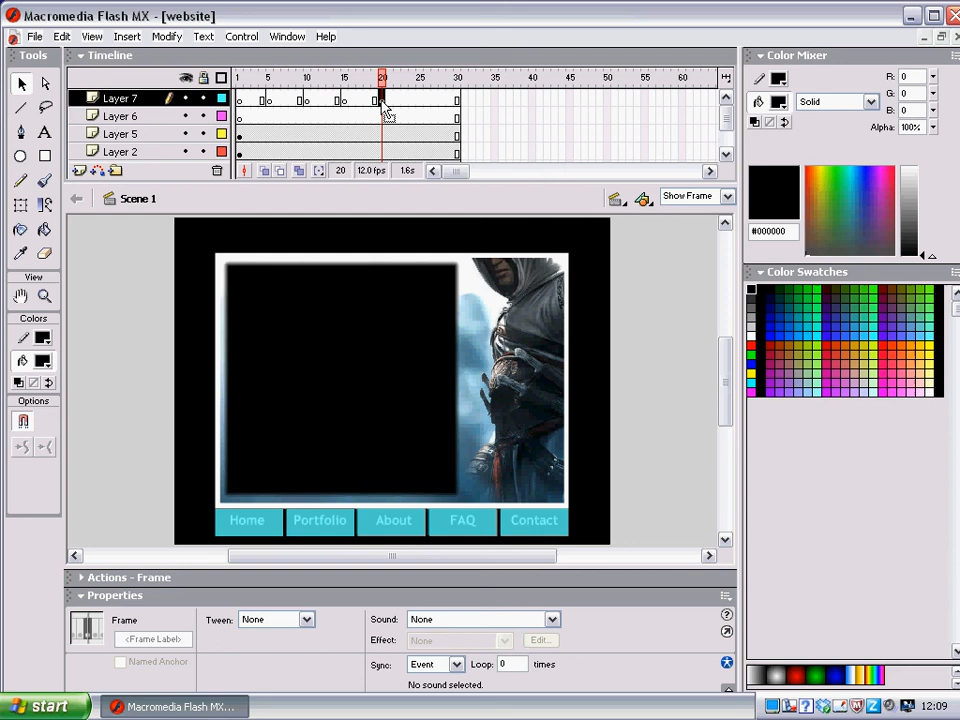 Macromedia Flash MX - [website]
File Edit View Insert Modify Text Control Window Help
Tools
Timeline
1 5 10 15 20 25 30 35 40 45 50 55 60
Layer 7
Layer 6
Layer 5
Layer 2
20 12.0 fps 1.6s
Scene 1
Show Frame
View
Colors
Options
Home Portfolio About FAQ Contact
Actions - Frame
Properties
Frame
<Frame Label>
Named Anchor
Tween: None
Sound: None
Effect: None Edit...
Sync: Event Loop: 0 times
No sound selected.
Color Mixer
R: 0
Solid
G: 0
B: 0
Alpha: 100%
#000000
Color Swatches
start
Macromedia Flash MX...
12:09